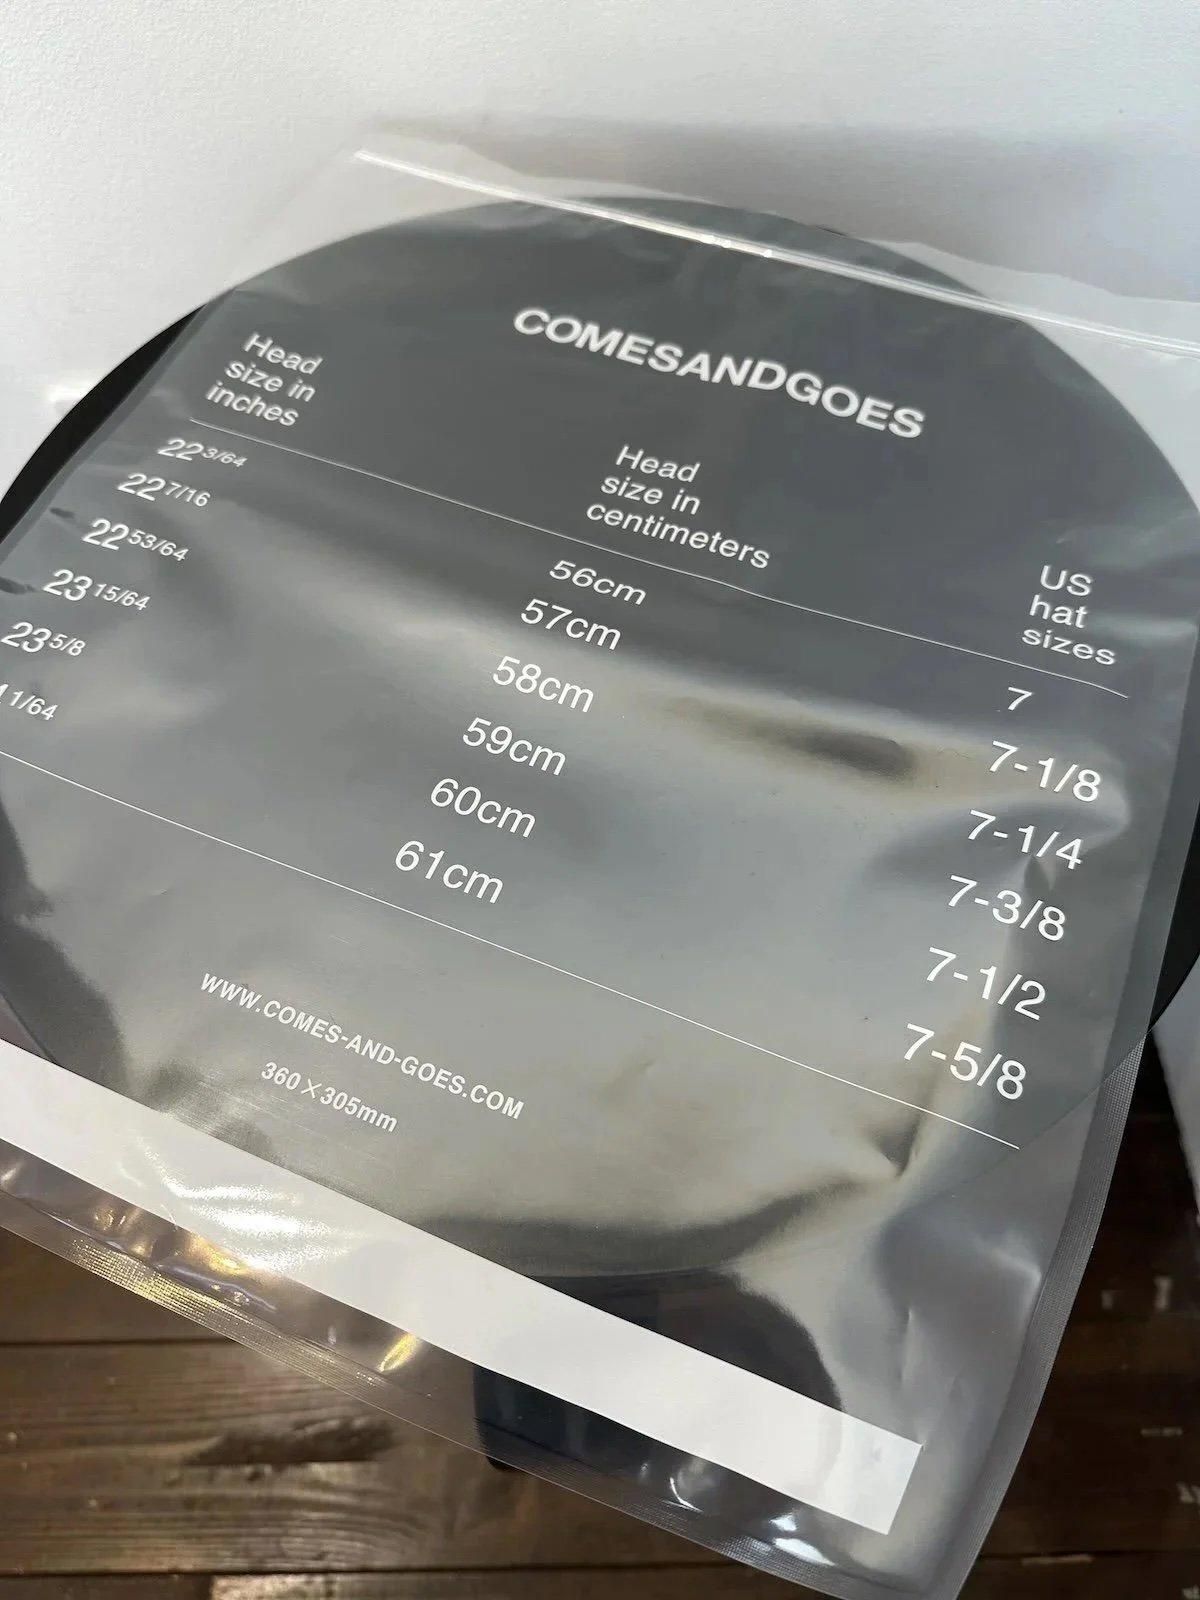 COMESANDGOES
Head
size in
inches
Head
size in
centimeters
US
hat
sizes
22 3/64 56cm 7
22 7/16 57cm 7-1/8
22 53/64 58cm 7-1/4
23 15/64 59cm 7-3/8
23 5/8 60cm 7-1/2
1/64 61cm 7-5/8
WWW.COMES-AND-GOES.COM
360×305mm